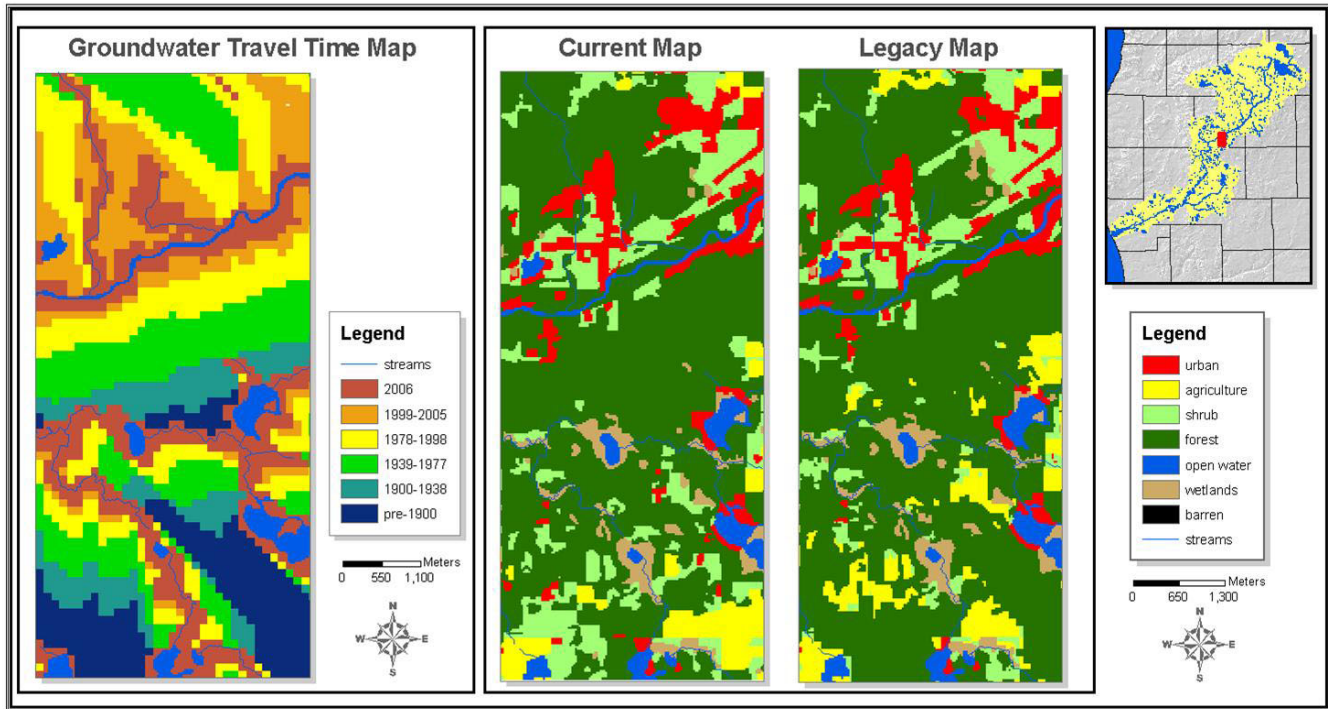 Groundwater Travel Time Map
Legend
streams
2006
1999-2005
1978-1998
1939-1977
1900-1938
pre-1900
Meters
0 550 1,100
N
W E
S
Current Map
Legacy Map
Legend
urban
agriculture
shrub
forest
open water
wetlands
barren
streams
Meters
0 650 1,300
N
W E
S